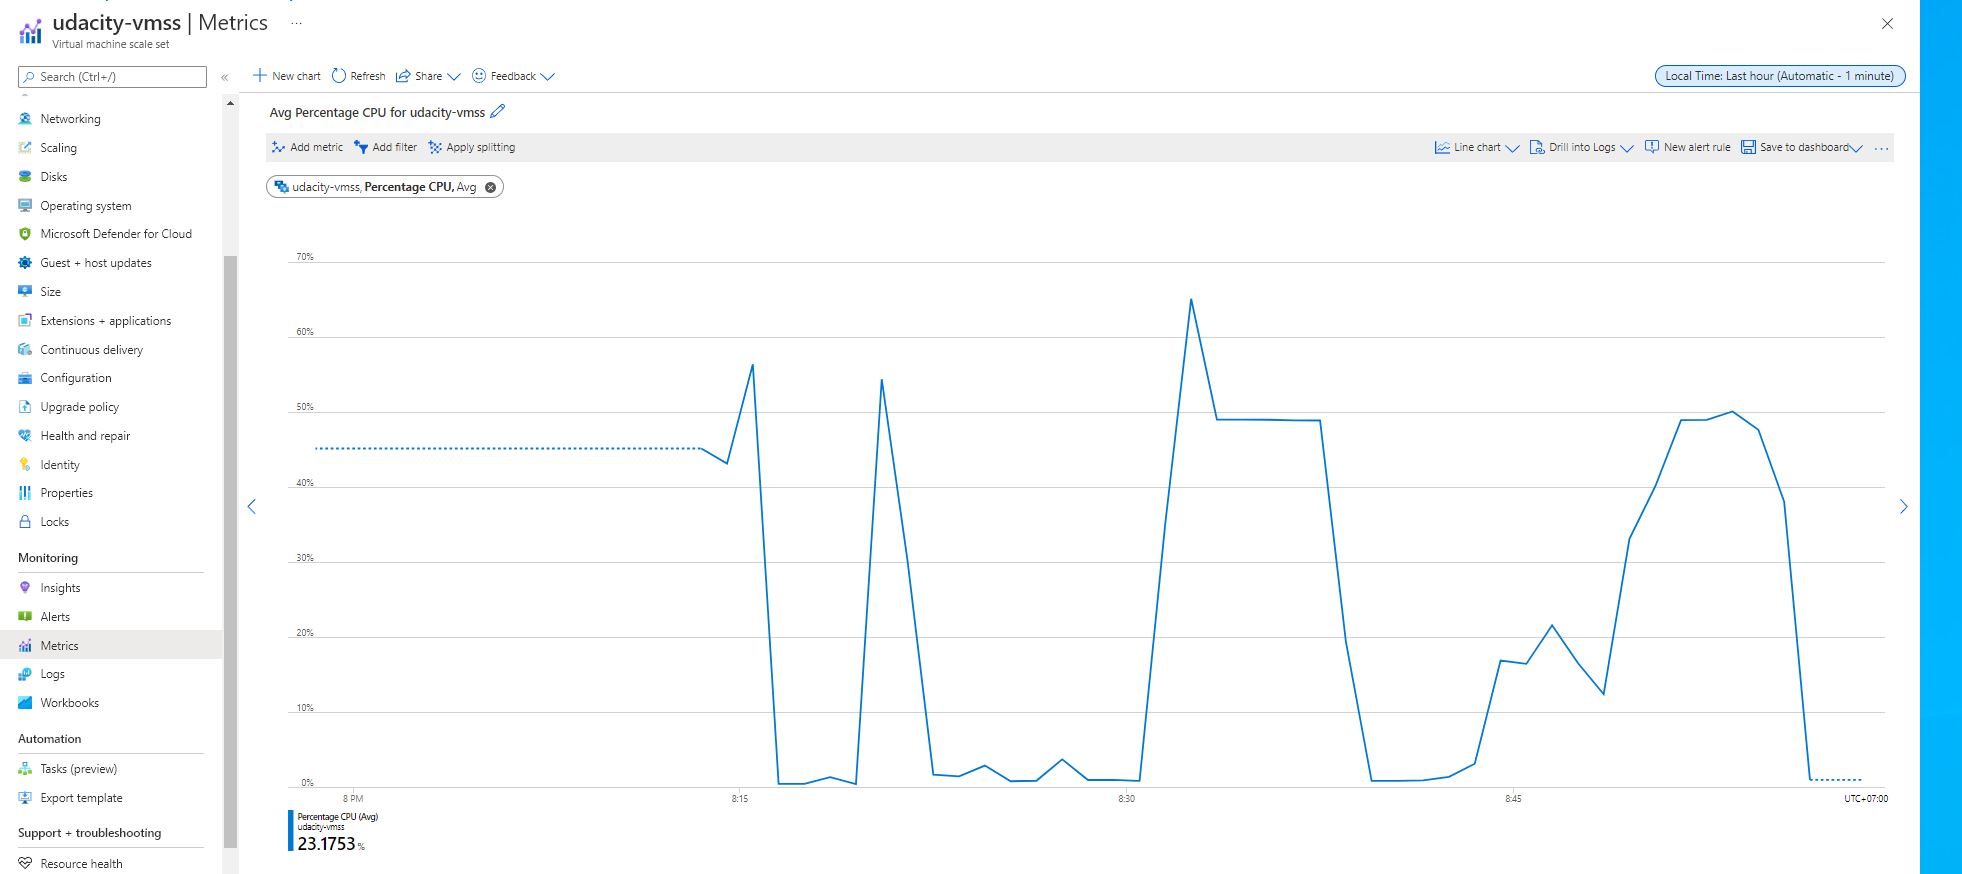 udacity-vmss | Metrics ...
Virtual machine scale set
Search (Ctrl+/)
«
Networking
Scaling
Disks
Operating system
Microsoft Defender for Cloud
Guest + host updates
Size
Extensions + applications
Continuous delivery
Configuration
Upgrade policy
Health and repair
Identity
Properties
Locks
Monitoring
Insights
Alerts
Metrics
Logs
Workbooks
Automation
Tasks (preview)
Export template
Support + troubleshooting
Resource health
New chart Refresh Share Feedback
Local Time: Last hour (Automatic - 1 minute)
Avg Percentage CPU for udacity-vmss
Add metric Add filter Apply splitting Line chart Drill into Logs New alert rule Save to dashboard ...
udacity-vmss, Percentage CPU, Avg
70%
60%
50%
40%
30%
20%
10%
0%
8 PM 8:15 8:30 8:45 UTC+07:00
Percentage CPU (Avg)
udacity-vmss
23.1753 %